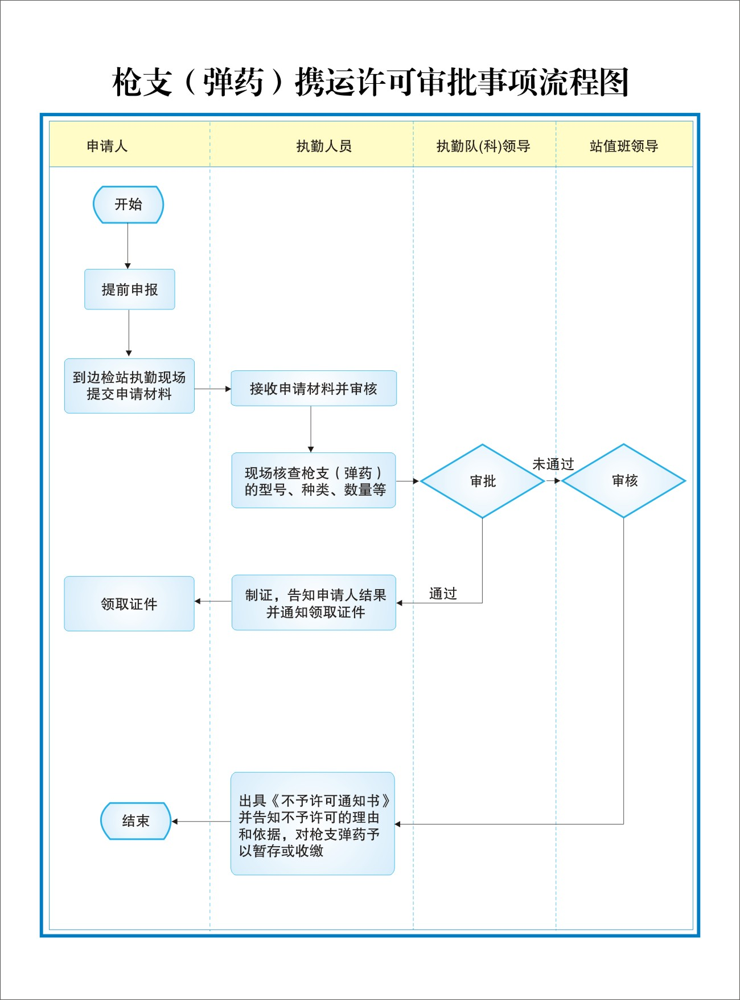 枪支（弹药）携运许可审批事项流程图
申请人
执勤人员
执勤队(科)领导
站值班领导
开始
提前申报
到边检站执勤现场
提交申请材料
接收申请材料并审核
现场核查枪支（弹药）
的型号、种类、数量等
审批
未通过
审核
通过
制证，告知申请人结果
并通知领取证件
领取证件
出具《不予许可通知书》
并告知不予许可的理由
和依据，对枪支弹药予
以暂存或收缴
结束